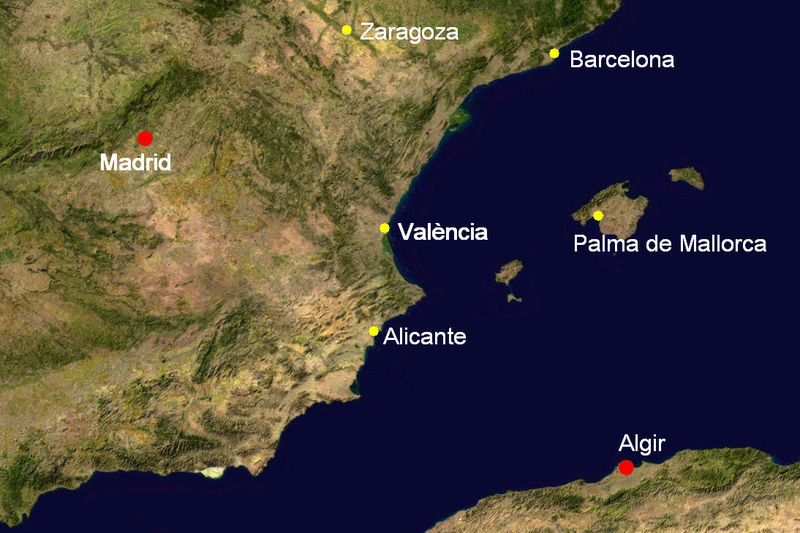 Zaragoza
Barcelona
Madrid
València
Palma de Mallorca
Alicante
Algir